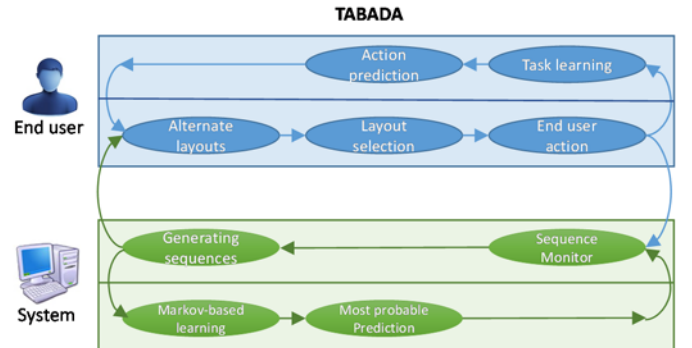 TABADA
Action
prediction
Task learning
End user
Alternate
layouts
Layout
selection
End user
action
Generating
sequences
Sequence
Monitor
System
Markov-based
learning
Most probable
Prediction